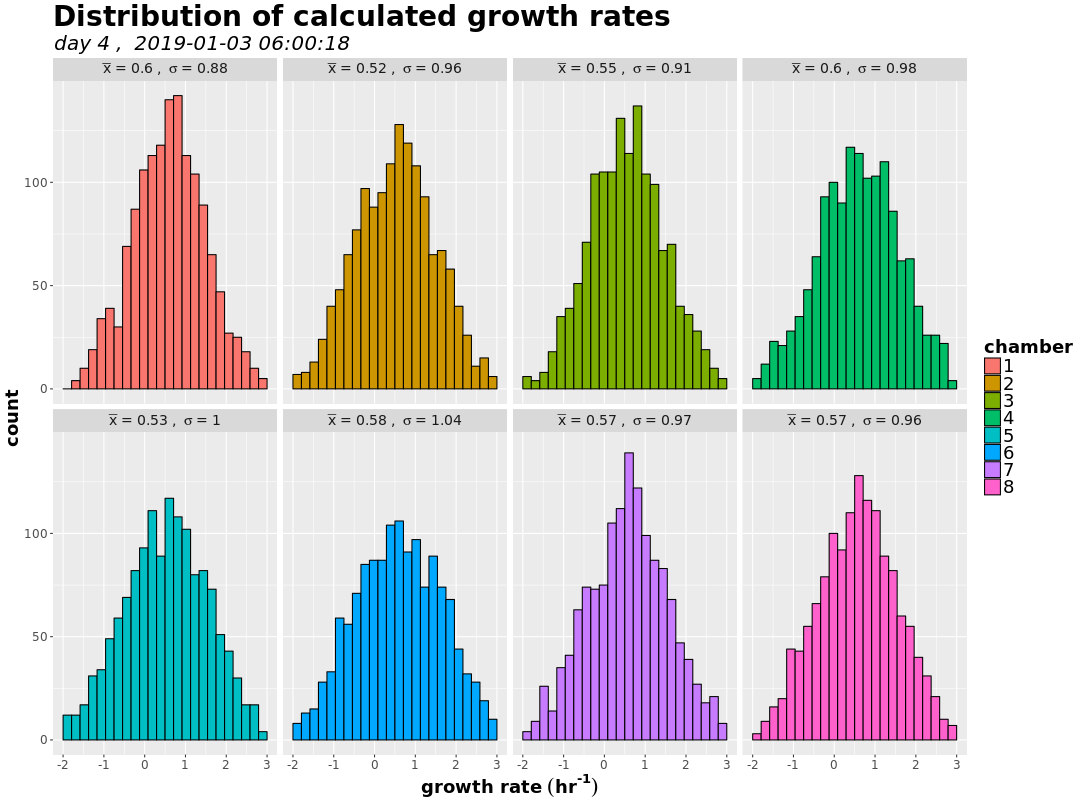 Distribution of calculated growth rates
day 4 ,  2019-01-03 06:00:18
x̅ = 0.6 ,  σ = 0.88
x̅ = 0.52 ,  σ = 0.96
x̅ = 0.55 ,  σ = 0.91
x̅ = 0.6 ,  σ = 0.98
100
50
0
chamber
1
2
3
4
5
6
7
8
count
x̅ = 0.53 ,  σ = 1
x̅ = 0.58 ,  σ = 1.04
x̅ = 0.57 ,  σ = 0.97
x̅ = 0.57 ,  σ = 0.96
100
50
0
-2 -1 0 1 2 3
-2 -1 0 1 2 3
-2 -1 0 1 2 3
-2 -1 0 1 2 3
growth rate (hr⁻¹)